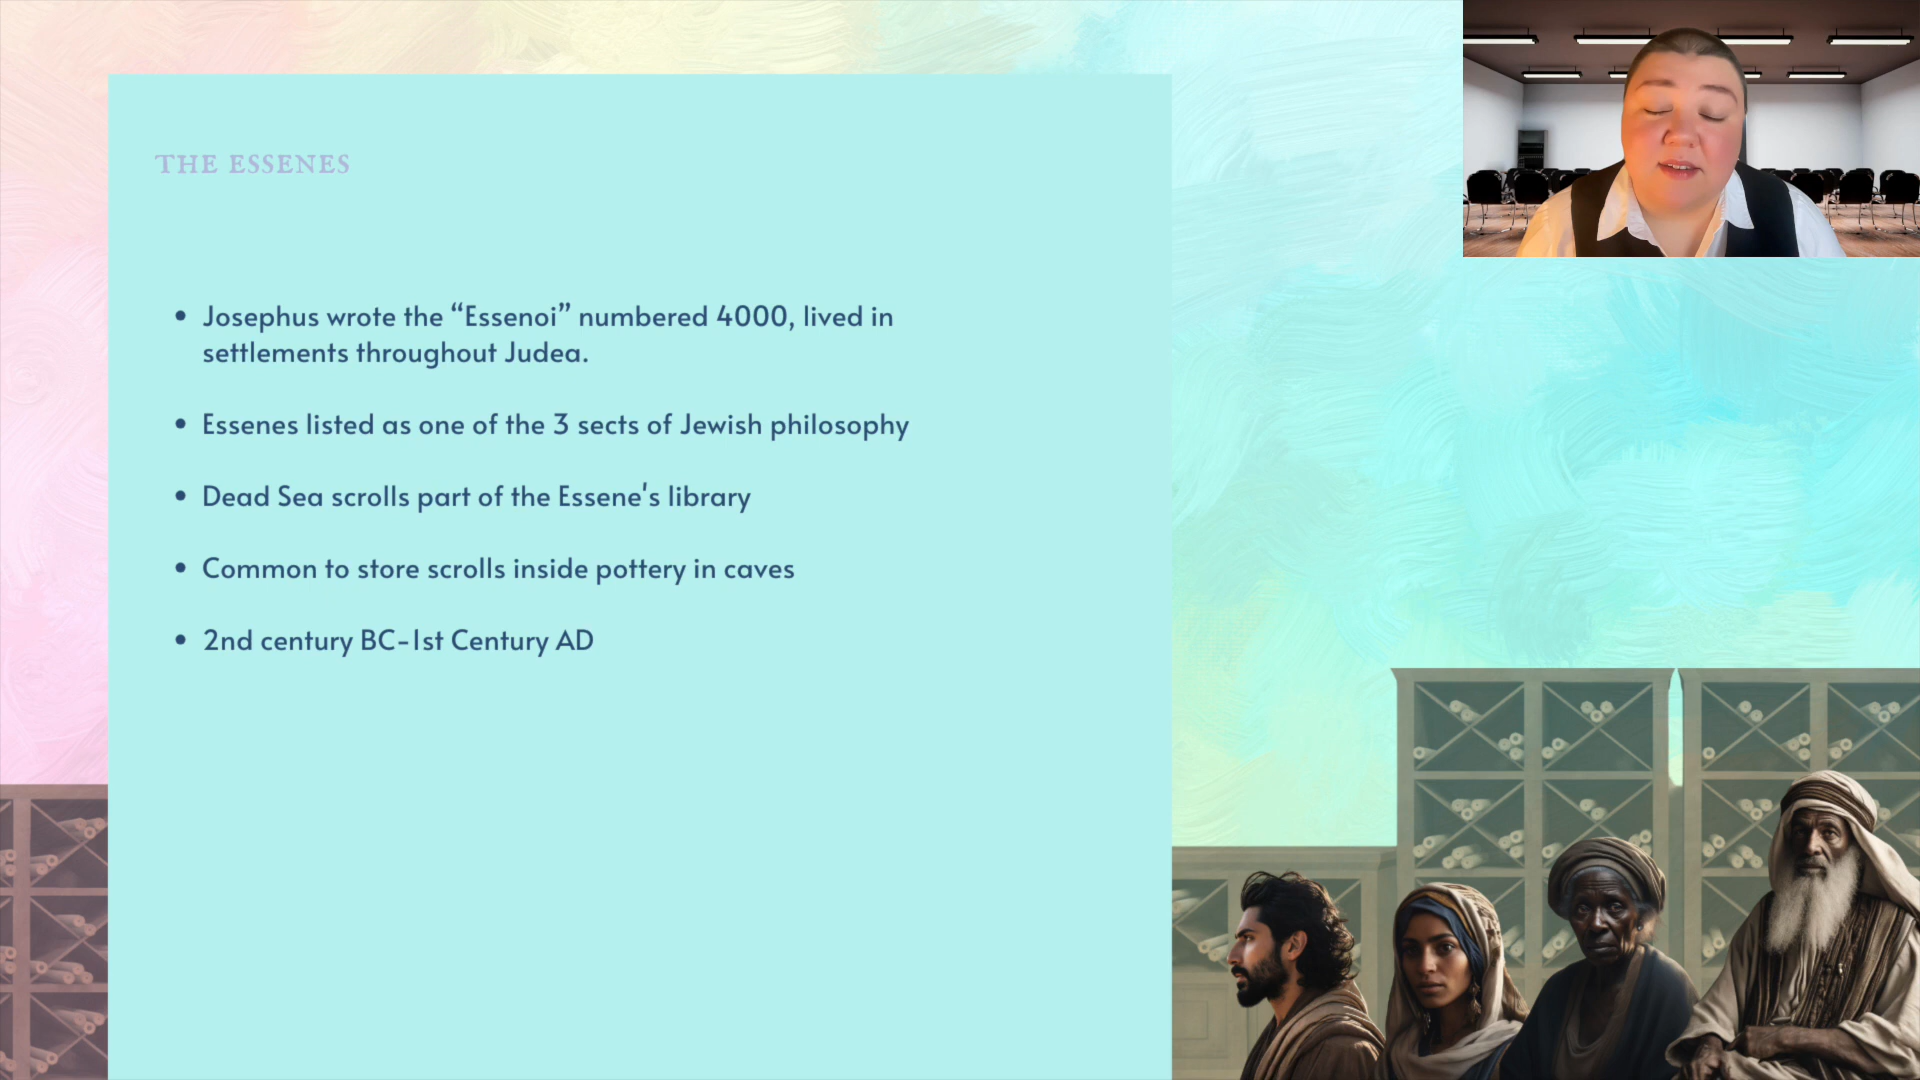 THE ESSENES
• Josephus wrote the “Essenoi” numbered 4000, lived in
settlements throughout Judea.
• Essenes listed as one of the 3 sects of Jewish philosophy
• Dead Sea scrolls part of the Essene's library
• Common to store scrolls inside pottery in caves
• 2nd century BC-1st Century AD